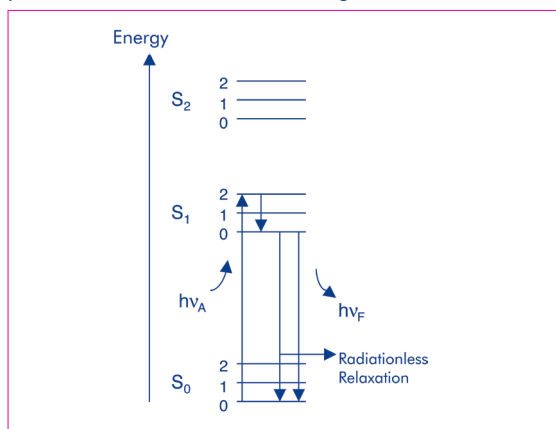 Energy
S2
2
1
0
S1
2
1
0
hνA
hνF
S0
2
1
0
Radiationless
Relaxation